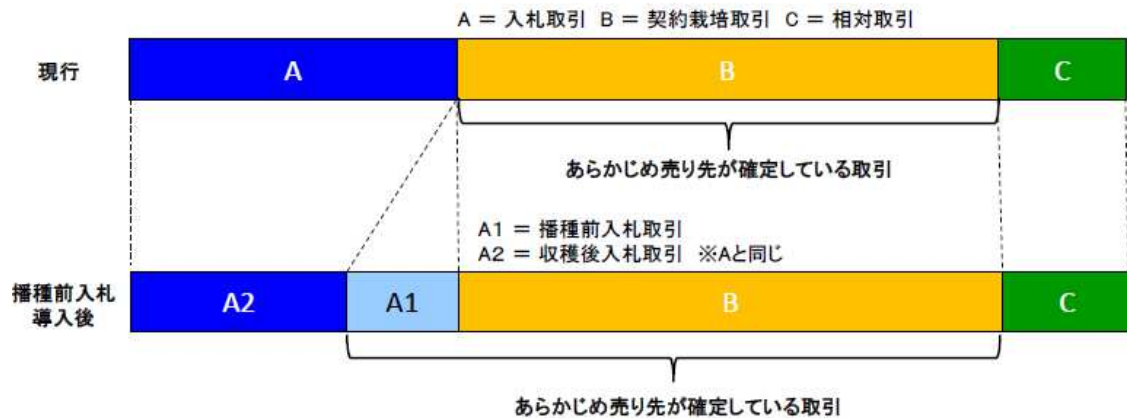 A = 入札取引 B = 契約栽培取引 C = 相対取引
現行
A
B
C
あらかじめ売り先が確定している取引
A1 = 播種前入札取引
A2 = 収穫後入札取引 ※Aと同じ
播種前入札
導入後
A2
A1
B
C
あらかじめ売り先が確定している取引